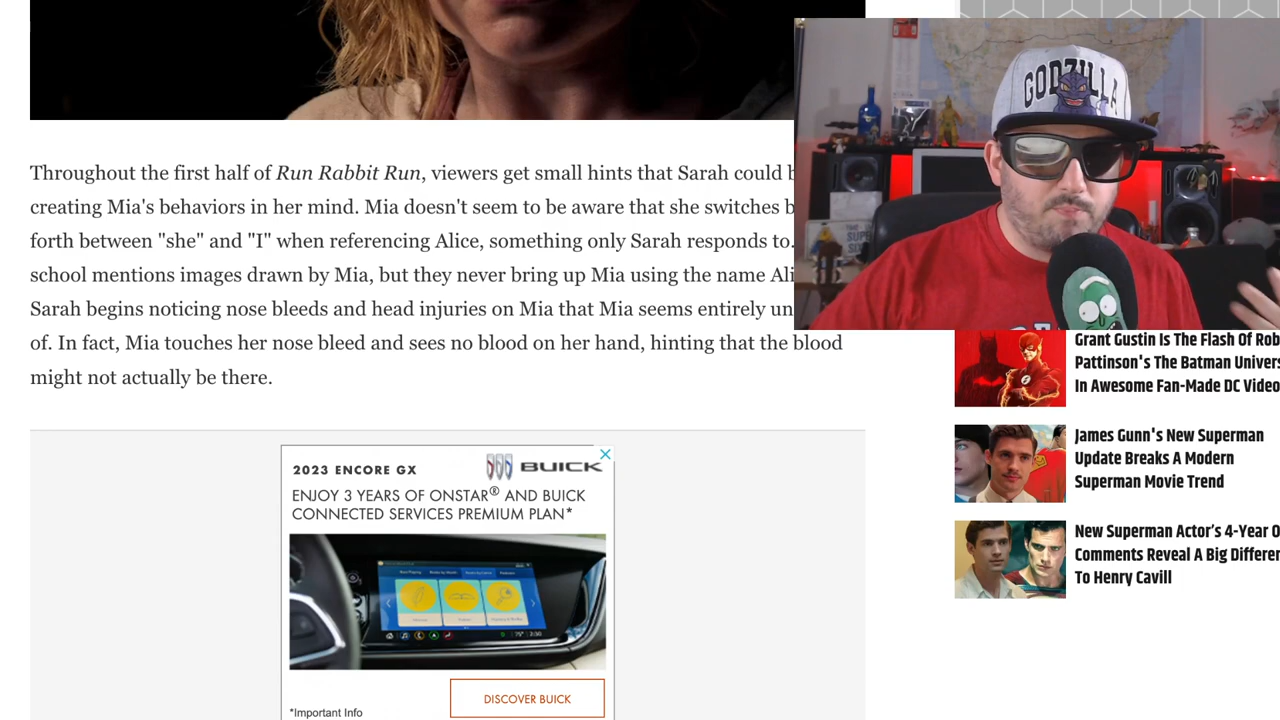 GODZILLA
Throughout the first half of Run Rabbit Run, viewers get small hints that Sarah could
creating Mia's behaviors in her mind. Mia doesn't seem to be aware that she switches
forth between "she" and "I" when referencing Alice, something only Sarah responds to.
school mentions images drawn by Mia, but they never bring up Mia using the name
Sarah begins noticing nose bleeds and head injuries on Mia that Mia seems entirely
of. In fact, Mia touches her nose bleed and sees no blood on her hand, hinting that the blood
might not actually be there.
2023 ENCORE GX
BUICK
ENJOY 3 YEARS OF ONSTAR® AND BUICK
CONNECTED SERVICES PREMIUM PLAN*
DISCOVER BUICK
*Important Info
Grant Gustin Is The Flash Of
Pattinson's The Batman
In Awesome Fan-Made DC Video
James Gunn's New Superman
Update Breaks A Modern
Superman Movie Trend
New Superman Actor's 4-Year
Comments Reveal A Big
To Henry Cavill